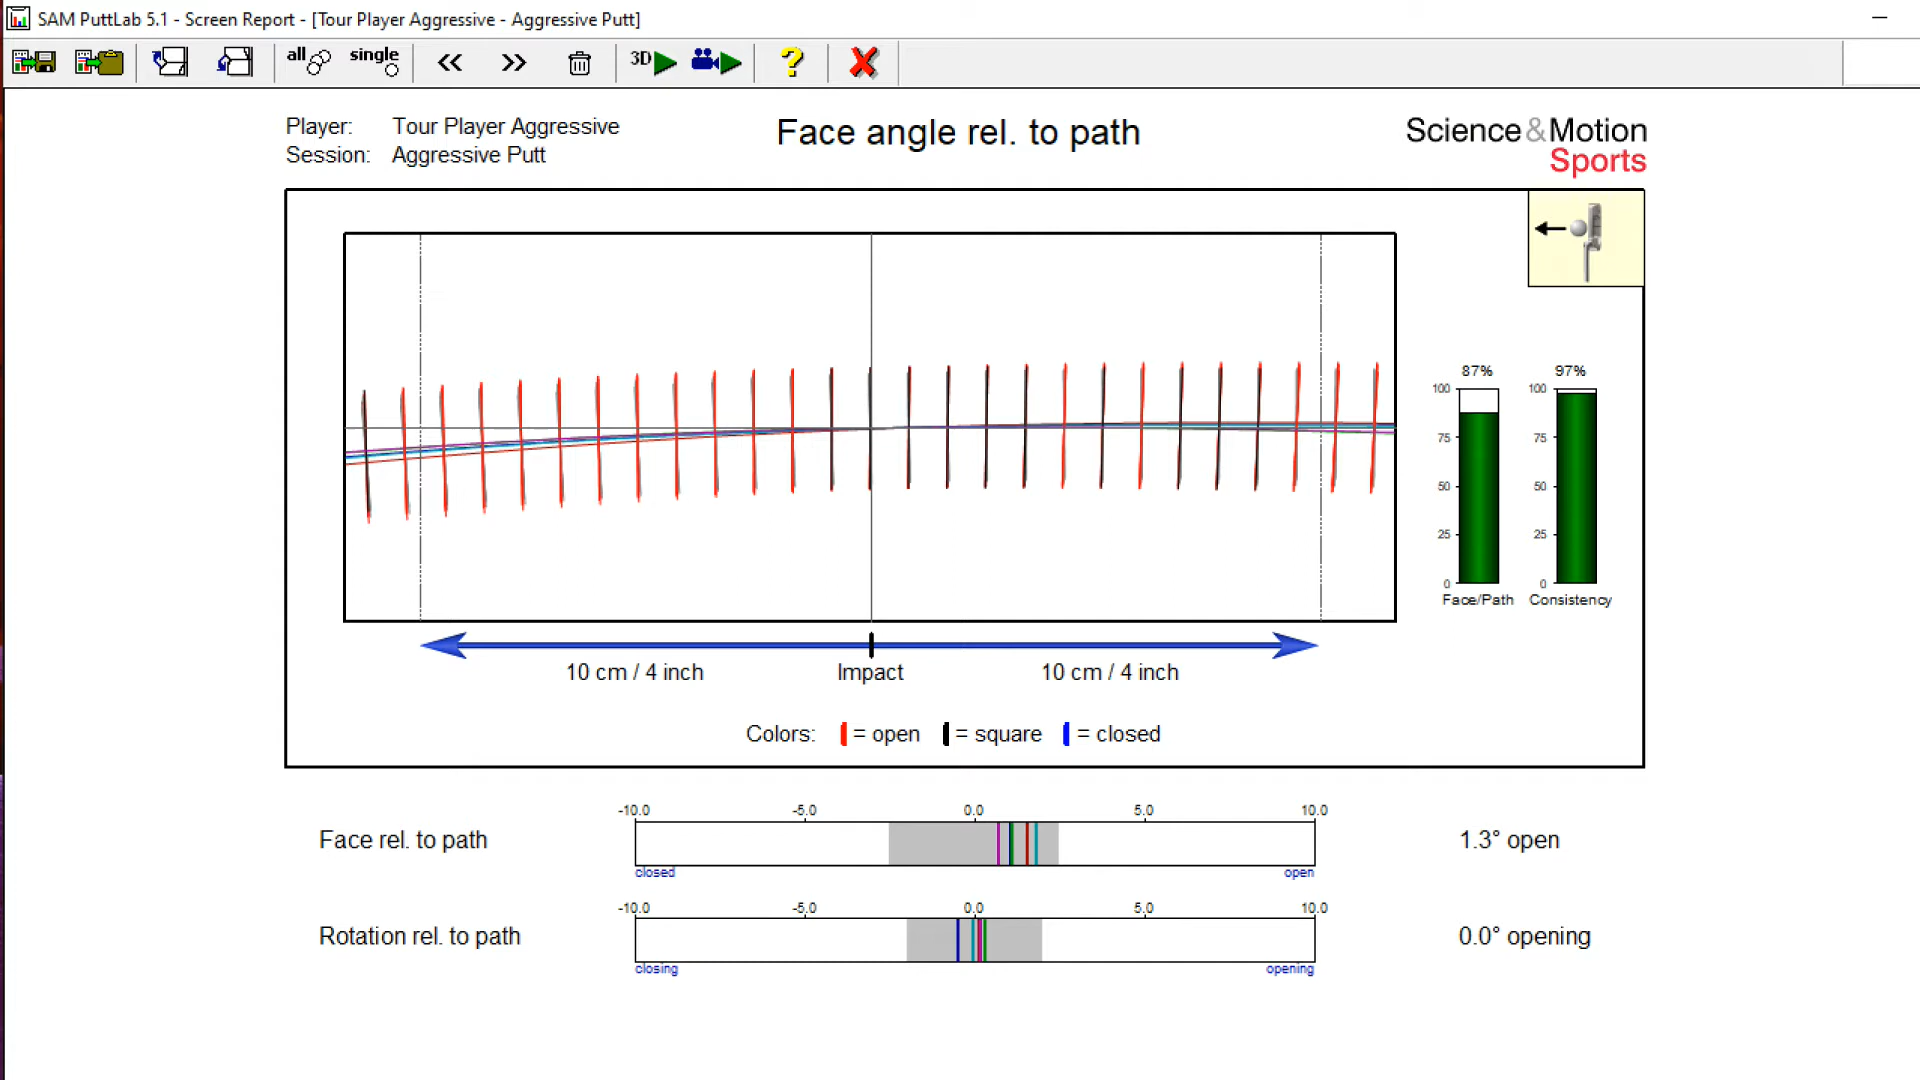 SAM PuttLab 5.1 - Screen Report - [Tour Player Aggressive - Aggressive Putt]
all single << >> 3D ?
Player: Tour Player Aggressive
Session: Aggressive Putt
Face angle rel. to path
Science&Motion
Sports
87% 97%
100 100
75 75
50 50
25 25
0 0
Face/Path Consistency
10 cm / 4 inch Impact 10 cm / 4 inch
Colors: = open = square = closed
-10.0 -5.0 0.0 5.0 10.0
Face rel. to path 1.3° open
closed open
-10.0 -5.0 0.0 5.0 10.0
Rotation rel. to path 0.0° opening
closing opening